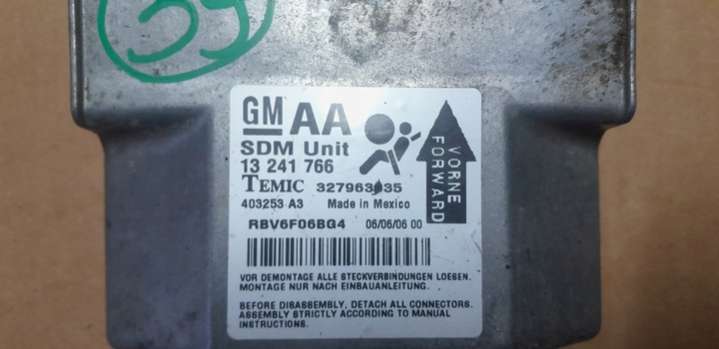 39
GM AA
SDM Unit
13 241 766
TEMIC
403253 A3 Made in Mexico
RBV6F06BG4 06/06/06 00
VORNE
FORWARD
VOR DEMONTAGE ALLE STECKVERBINDUNGEN LOESEN.
MONTAGE NUR NACH EINBAUANLEITUNG.
BEFORE DISASSEMBLY, DETACH ALL CONNECTORS.
ASSEMBLY STRICTLY ACCORDING TO MANUAL
INSTRUCTIONS.